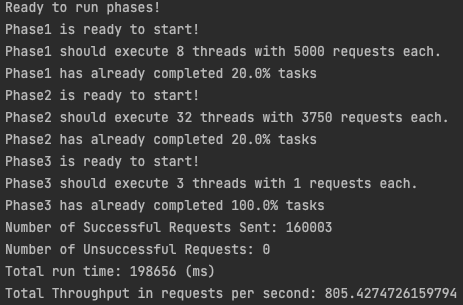 Ready to run phases!
Phase1 is ready to start!
Phase1 should execute 8 threads with 5000 requests each.
Phase1 has already completed 20.0% tasks
Phase2 is ready to start!
Phase2 should execute 32 threads with 3750 requests each.
Phase2 has already completed 20.0% tasks
Phase3 is ready to start!
Phase3 should execute 3 threads with 1 requests each.
Phase3 has already completed 100.0% tasks
Number of Successful Requests Sent: 160003
Number of Unsuccessful Requests: 0
Total run time: 198656 (ms)
Total Throughput in requests per second: 805.4274726159794